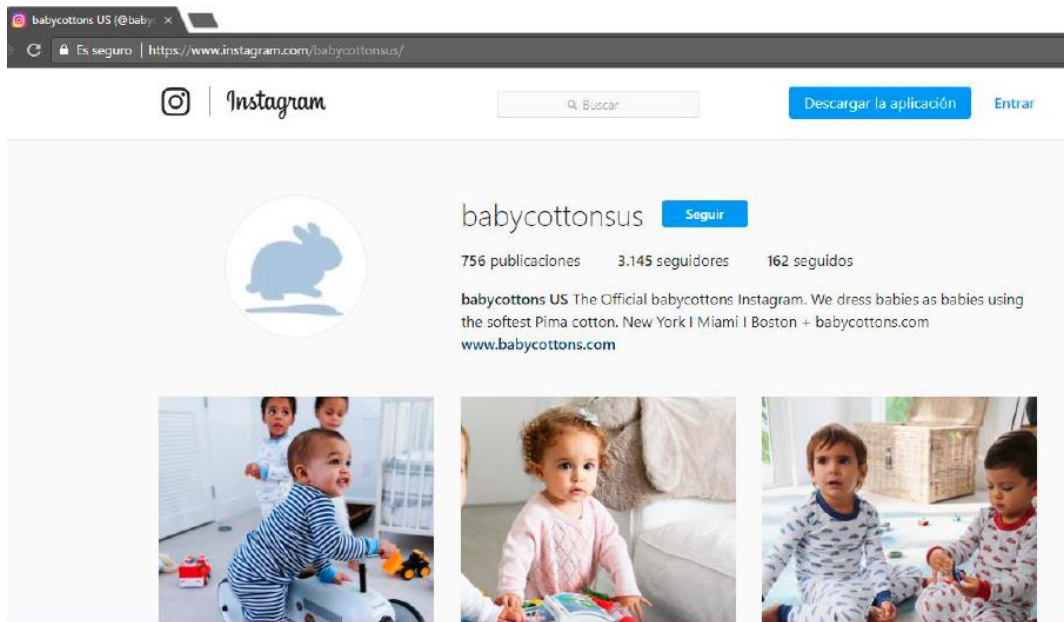 babycottons US (@baby
Es seguro | https://www.instagram.com/babycottonsus/
Instagram
Buscar
Descargar la aplicación
Entrar
babycottonsus
Seguir
756 publicaciones 3.145 seguidores 162 seguidos
babycottons US The Official babycottons Instagram. We dress babies as babies using
the softest Pima cotton. New York I Miami I Boston + babycottons.com
www.babycottons.com